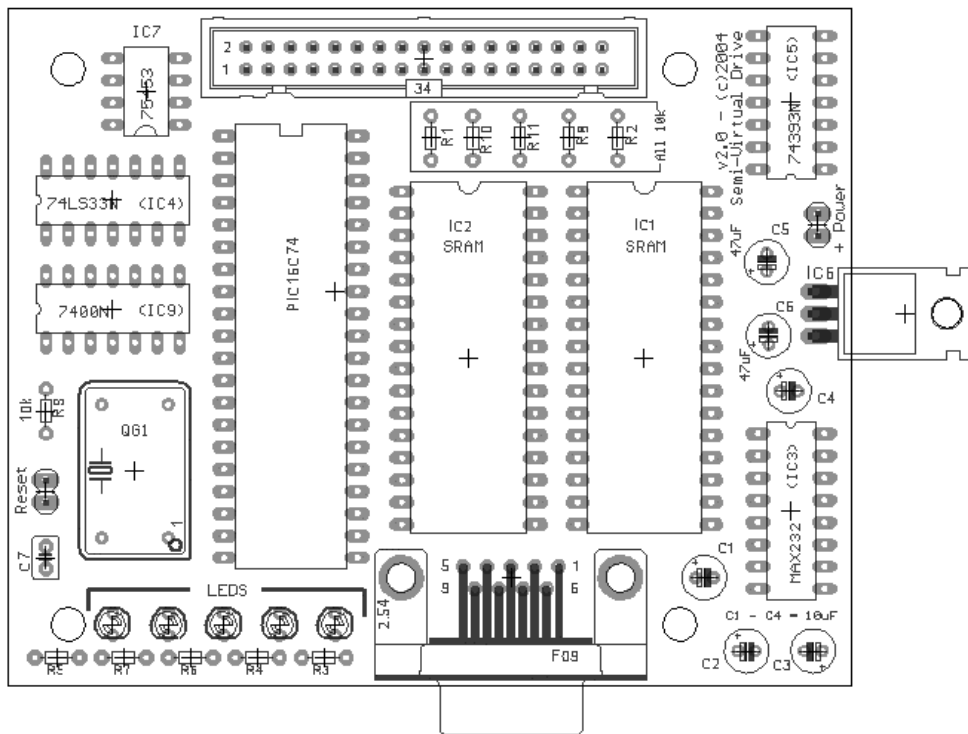 IC7
75453
2
1
34
R1
R10
R11
R9
R2
All 10k
v2.0 - (c)2004
Semi-Virtual Drive
74393N
(IC5)
74LS33N (IC4)
7400N (IC9)
PIC16C74
IC2
SRAM
IC1
SRAM
+ Power
C5
47uF
IC6
C6
47uF
C4
10k
R8
QG1
1
Reset
C7
MAX232
(IC3)
C1
LEDS
5
1
9
6
2.54
F09
C1 - C4 = 10uF
C2
C3
R5
R7
R6
R4
R3